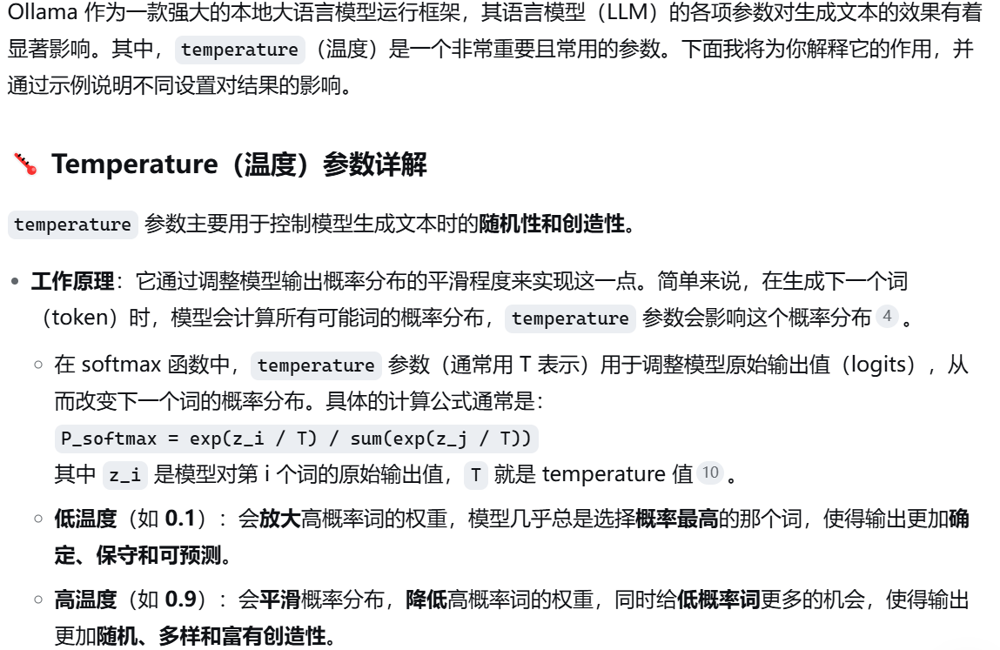 Ollama 作为一款强大的本地大语言模型运行框架，其语言模型（LLM）的各项参数对生成文本的效果有着
显著影响。其中， temperature （温度）是一个非常重要且常用的参数。下面我将为你解释它的作用，并
通过示例说明不同设置对结果的影响。
Temperature（温度）参数详解
temperature 参数主要用于控制模型生成文本时的随机性和创造性。
工作原理：它通过调整模型输出概率分布的平滑程度来实现这一点。简单来说，在生成下一个词
（token）时，模型会计算所有可能词的概率分布， temperature 参数会影响这个概率分布 4 。
在 softmax 函数中， temperature 参数（通常用 T 表示）用于调整模型原始输出值（logits），从
而改变下一个词的概率分布。具体的计算公式通常是：
P_softmax = exp(z_i / T) / sum(exp(z_j / T))
其中 z_i 是模型对第 i 个词的原始输出值， T 就是 temperature 值 10 。
低温度（如 0.1）：会放大高概率词的权重，模型几乎总是选择概率最高的那个词，使得输出更加确
定、保守和可预测。
高温度（如 0.9）：会平滑概率分布，降低高概率词的权重，同时给低概率词更多的机会，使得输出
更加随机、多样和富有创造性。